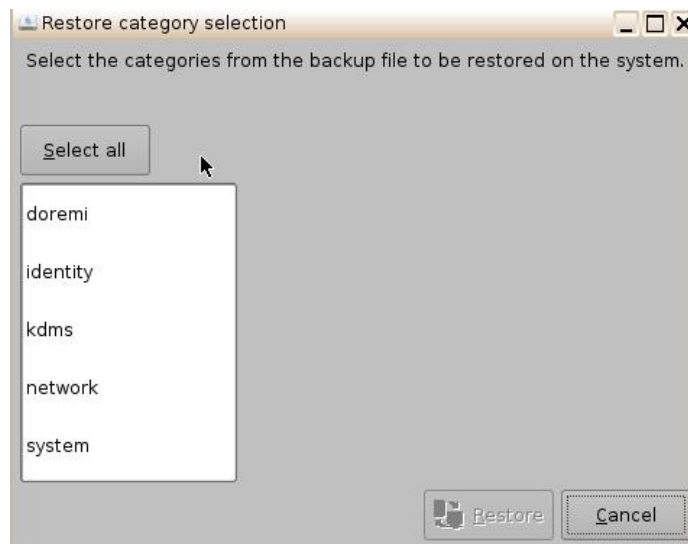 Restore category selection
Select the categories from the backup file to be restored on the system.
Select all
doremi
identity
kdms
network
system
Restore
Cancel